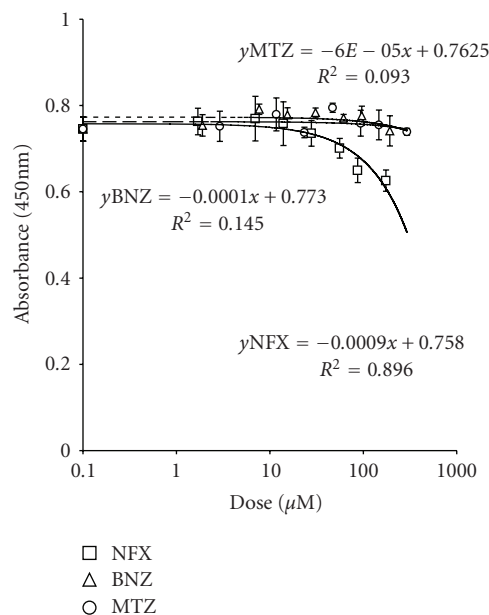 1
yMTZ = −6E − 05x + 0.7625
R² = 0.093
0.8
0.6
yBNZ = −0.0001x + 0.773
R² = 0.145
Absorbance (450nm)
0.4
yNFX = −0.0009x + 0.758
R² = 0.896
0.2
0
0.1 1 10 100 1000
Dose (μM)
NFX
BNZ
MTZ